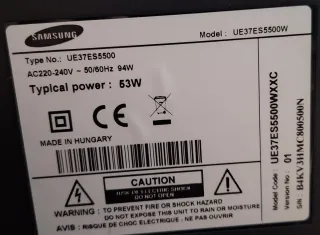 SAMSUNG
Model : UE37ES5500W
Type No.: UE37ES5500
AC220-240V ~ 50/60Hz 94W
Typical power : 53W
CE
MADE IN HUNGARY
CAUTION
RISK OF ELECTRIC SHOCK
DO NOT OPEN
WARNING : TO PREVENT FIRE OR SHOCK HAZARD
DO NOT EXPOSE THIS UNIT TO RAIN OR MOISTURE
AVIS : RISQUE DE CHOC ELECTRIQUE - NE PAS OUVRIR
Model Code : UE37ES5500WXXC
Version No : 01
S/N : B4KV3HMC800500N